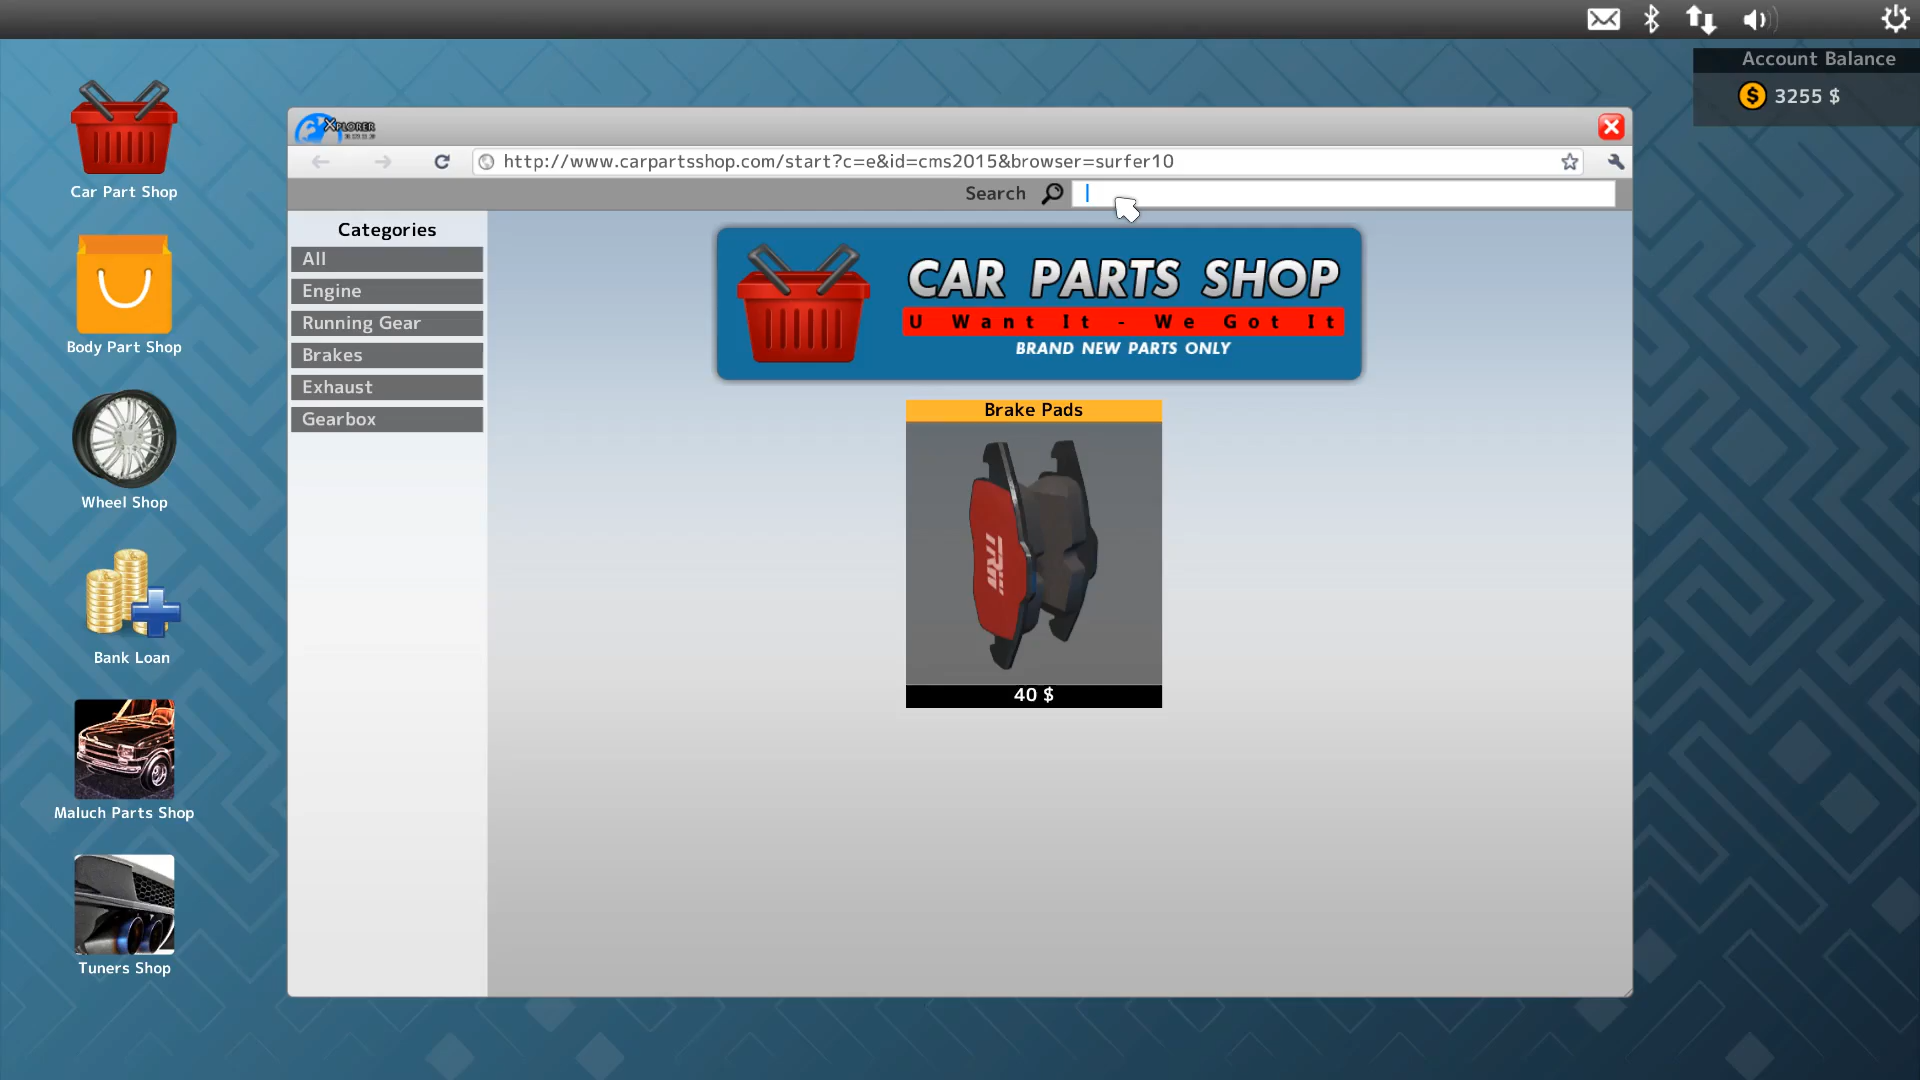 Account Balance
$ 3255 $
Car Part Shop
Body Part Shop
Wheel Shop
Bank Loan
Maluch Parts Shop
Tuners Shop
XPLORER
http://www.carpartsshop.com/start?c=e&id=cms2015&browser=surfer10
Search
Categories
All
Engine
Running Gear
Brakes
Exhaust
Gearbox
CAR PARTS SHOP
U Want It - We Got It
BRAND NEW PARTS ONLY
Brake Pads
TRW
40 $